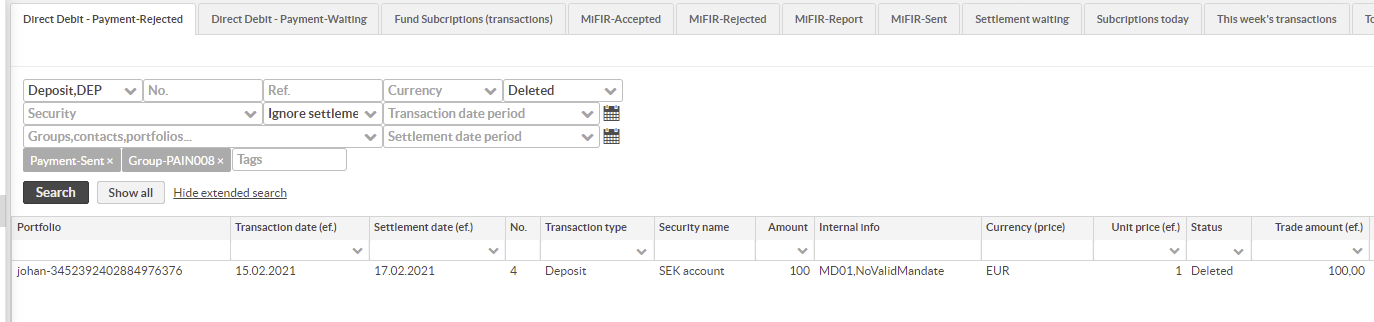 Direct Debit - Payment-Rejected Direct Debit - Payment-Waiting Fund Subcriptions (transactions) MiFIR-Accepted MiFIR-Rejected MiFIR-Report MiFIR-Sent Settlement waiting Subcriptions today This week's transactions To
Deposit,DEP No. Ref. Currency Deleted
Security Ignore settleme Transaction date period
Groups,contacts,portfolios... Settlement date period
Payment-Sent × Group-PAIN008 × Tags
Search Show all Hide extended search
Portfolio Transaction date (ef.) Settlement date (ef.) No. Transaction type Security name Amount Internal info Currency (price) Unit price (ef.) Status Trade amount (ef.)
johan-3452392402884976376 15.02.2021 17.02.2021 4 Deposit SEK account 100 MD01,NoValidMandate EUR 1 Deleted 100,00